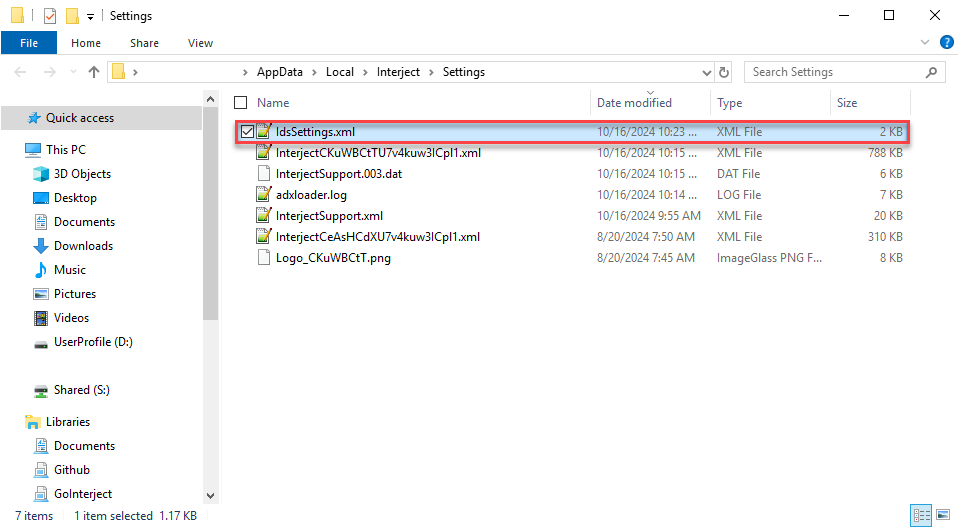 Settings
File Home Share View
AppData Local Interject Settings Search Settings
Name Date modified Type Size
Quick access
This PC
3D Objects
Desktop
Documents
Downloads
Music
Pictures
Videos
UserProfile (D:)
Shared (S:)
Libraries
Documents
Github
GoInterject
IdsSettings.xml 10/16/2024 10:23 ... XML File 2 KB
InterjectCKuWBCtTU7v4kuw3ICpI1.xml 10/16/2024 10:15 ... XML File 788 KB
InterjectSupport.003.dat 10/16/2024 10:15 ... DAT File 6 KB
adxloader.log 10/16/2024 10:14 ... LOG File 7 KB
InterjectSupport.xml 10/16/2024 9:55 AM XML File 20 KB
InterjectCeAsHCdXU7v4kuw3ICpI1.xml 8/20/2024 7:50 AM XML File 310 KB
Logo_CKuWBCtT.png 8/20/2024 7:45 AM ImageGlass PNG F... 8 KB
7 items 1 item selected 1.17 KB